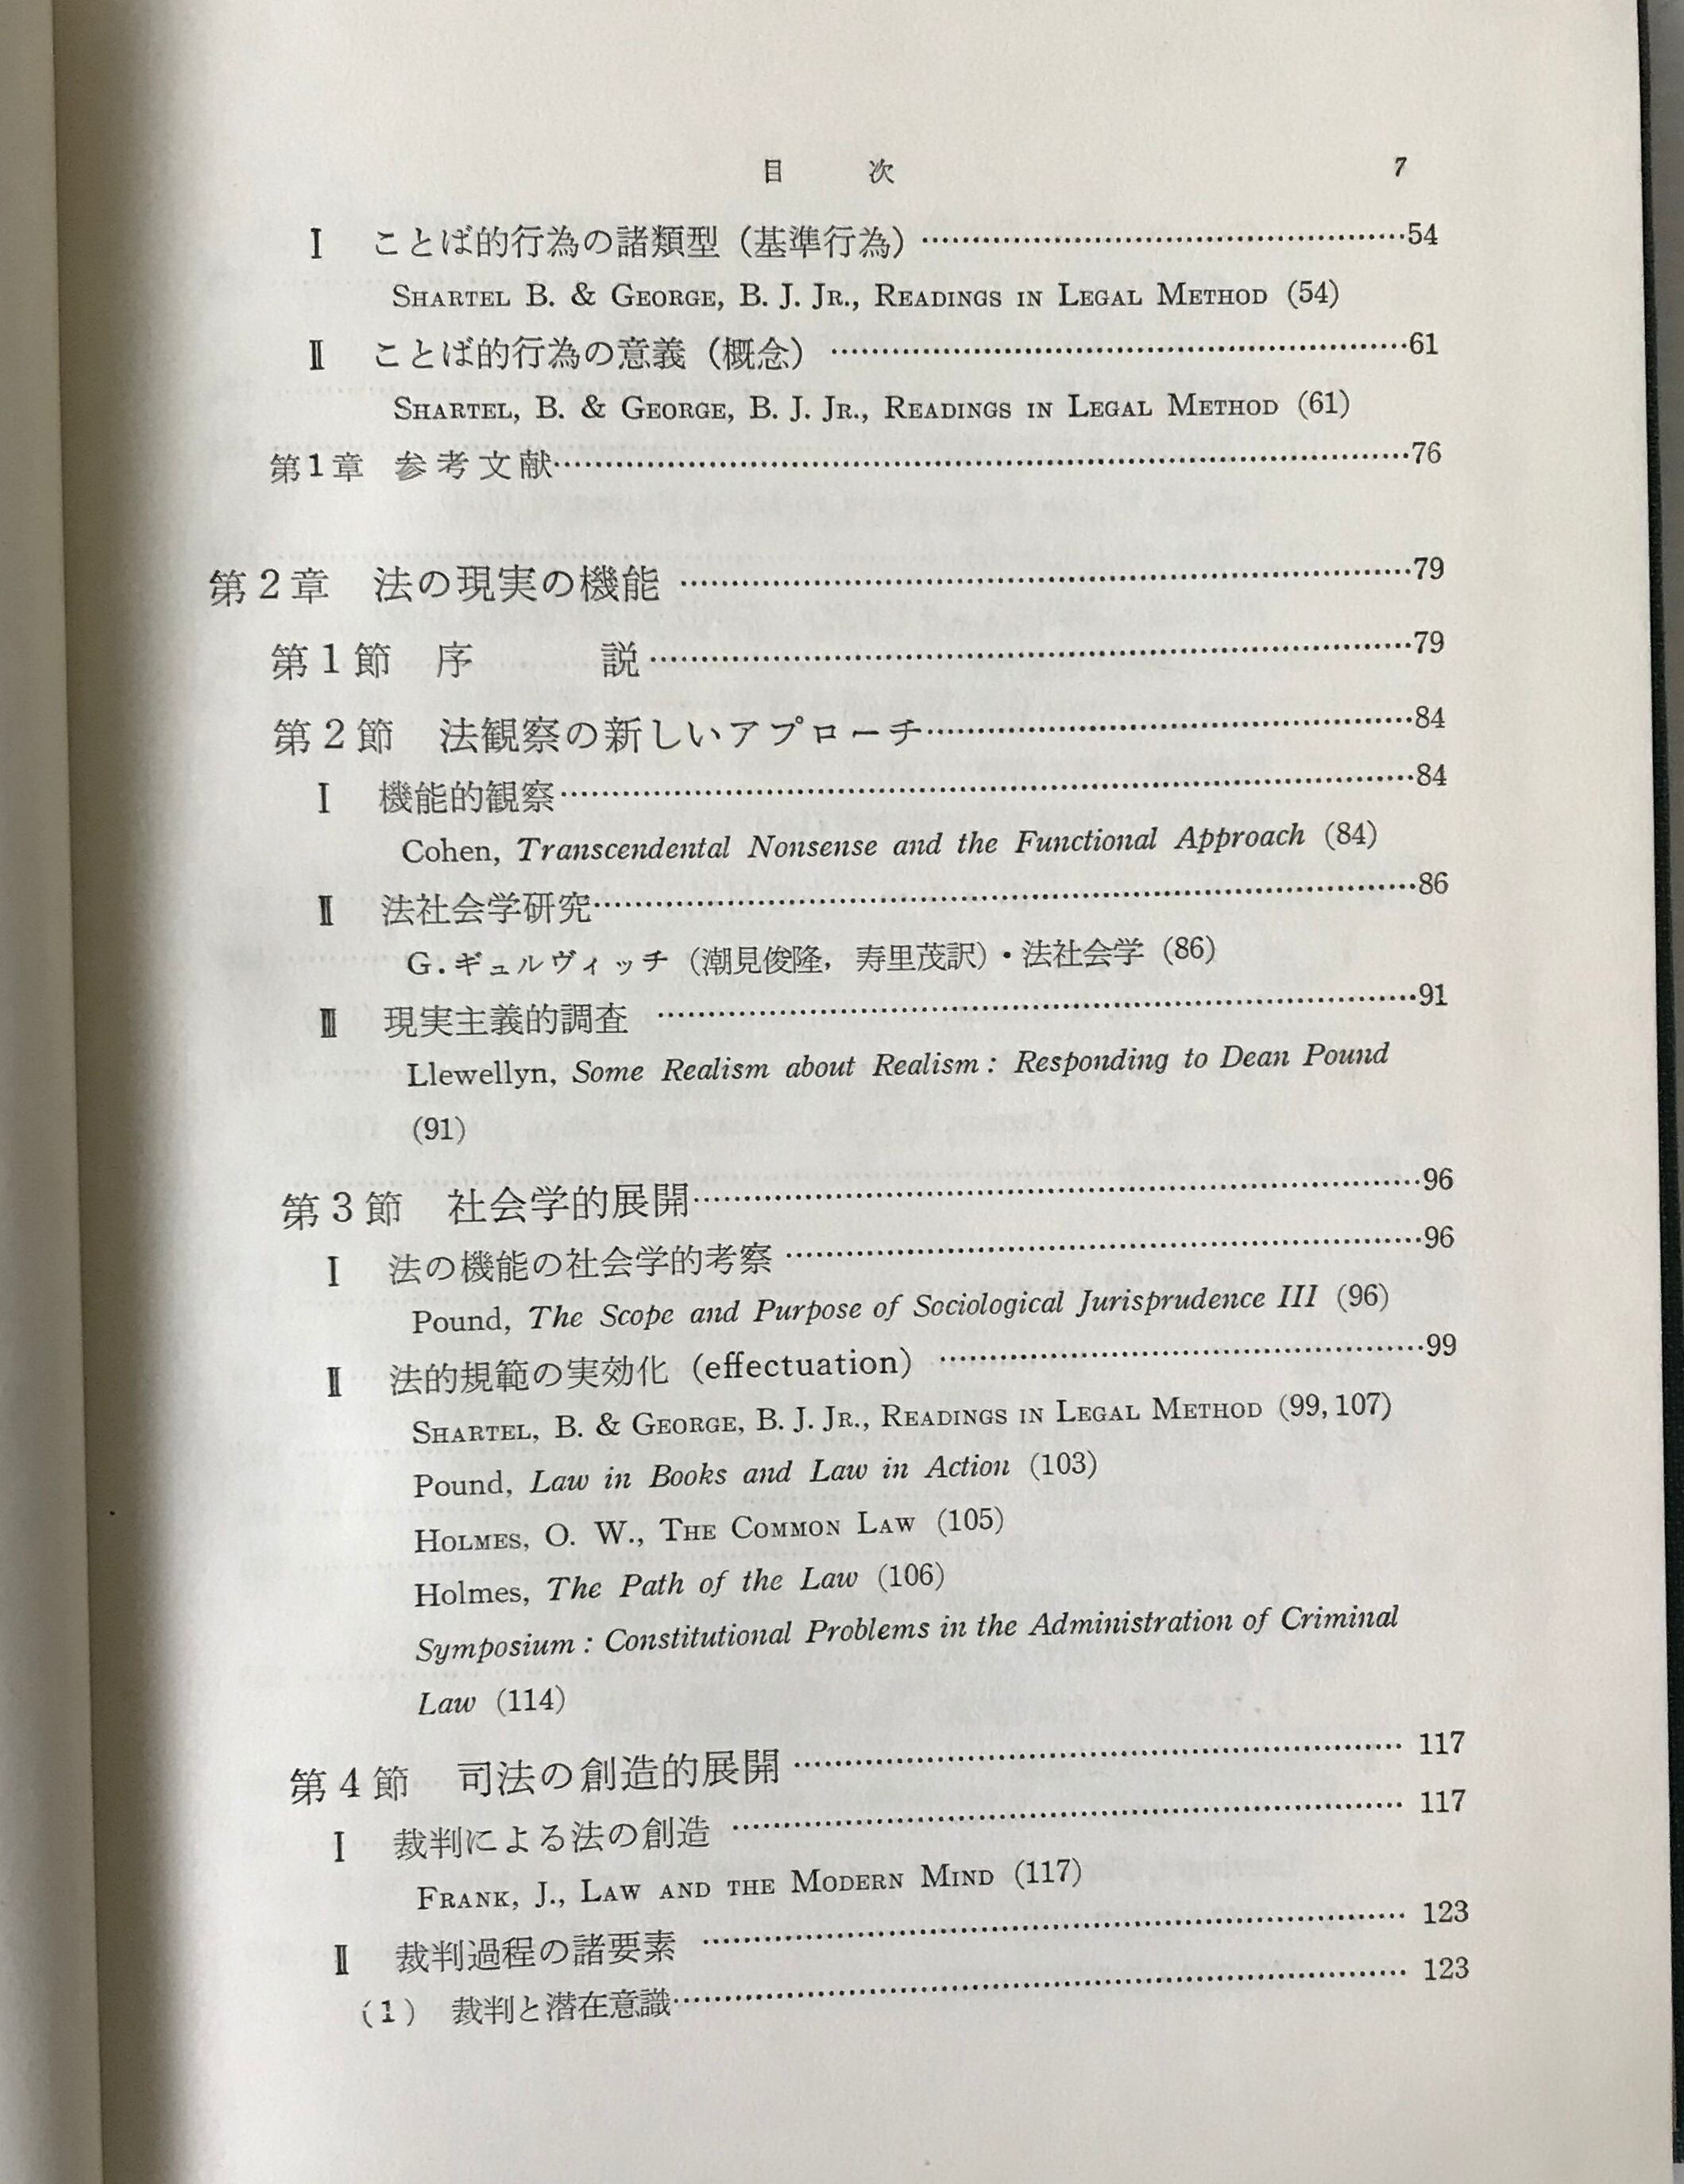 目　次　7
Ⅰ　ことば的行為の諸類型（基準行為）……54
SHARTEL B. & GEORGE, B. J. JR., READINGS IN LEGAL METHOD (54)
Ⅱ　ことば的行為の意義（概念）……61
SHARTEL, B. & GEORGE, B. J. JR., READINGS IN LEGAL METHOD (61)
第1章　参考文献……76
第2章　法の現実の機能……79
第1節　序　説……79
第2節　法観察の新しいアプローチ……84
Ⅰ　機能的観察……84
Cohen, Transcendental Nonsense and the Functional Approach (84)
Ⅱ　法社会学研究……86
G.ギュルヴィッチ（潮見俊隆，寿里茂訳）・法社会学 (86)
Ⅲ　現実主義的調査……91
Llewellyn, Some Realism about Realism : Responding to Dean Pound
(91)
第3節　社会学的展開……96
Ⅰ　法の機能の社会学的考察……96
Pound, The Scope and Purpose of Sociological Jurisprudence III (96)
Ⅱ　法的規範の実効化（effectuation）……99
SHARTEL, B. & GEORGE, B. J. JR., READINGS IN LEGAL METHOD (99, 107)
Pound, Law in Books and Law in Action (103)
HOLMES, O. W., THE COMMON LAW (105)
Holmes, The Path of the Law (106)
Symposium : Constitutional Problems in the Administration of Criminal
Law (114)
第4節　司法の創造的展開……117
Ⅰ　裁判による法の創造……117
FRANK, J., LAW AND THE MODERN MIND (117)
Ⅱ　裁判過程の諸要素……123
（1）　裁判と潜在意識……123